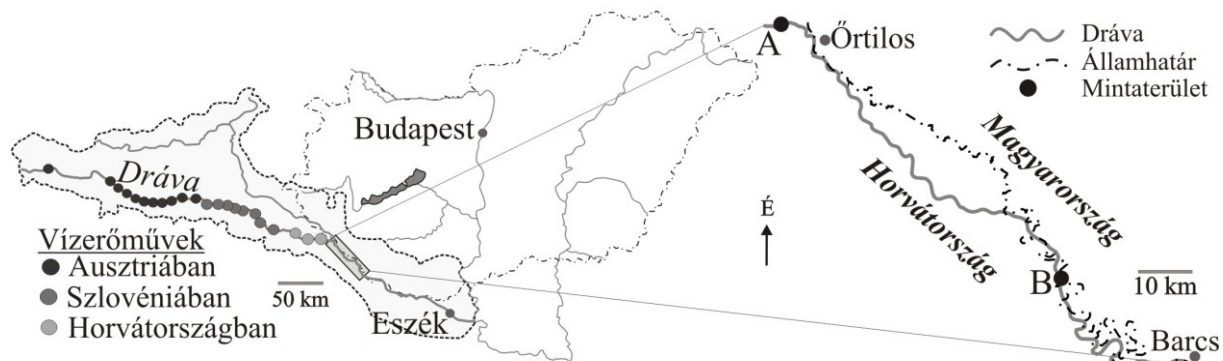 Dráva
Budapest
Vízerőművek
Ausztriában
Szlovéniában
Horvátországban
50 km
Eszék
É
A
Őrtilos
Dráva
Államhatár
Mintaterület
Magyarország
Horvátország
B
10 km
Barcs